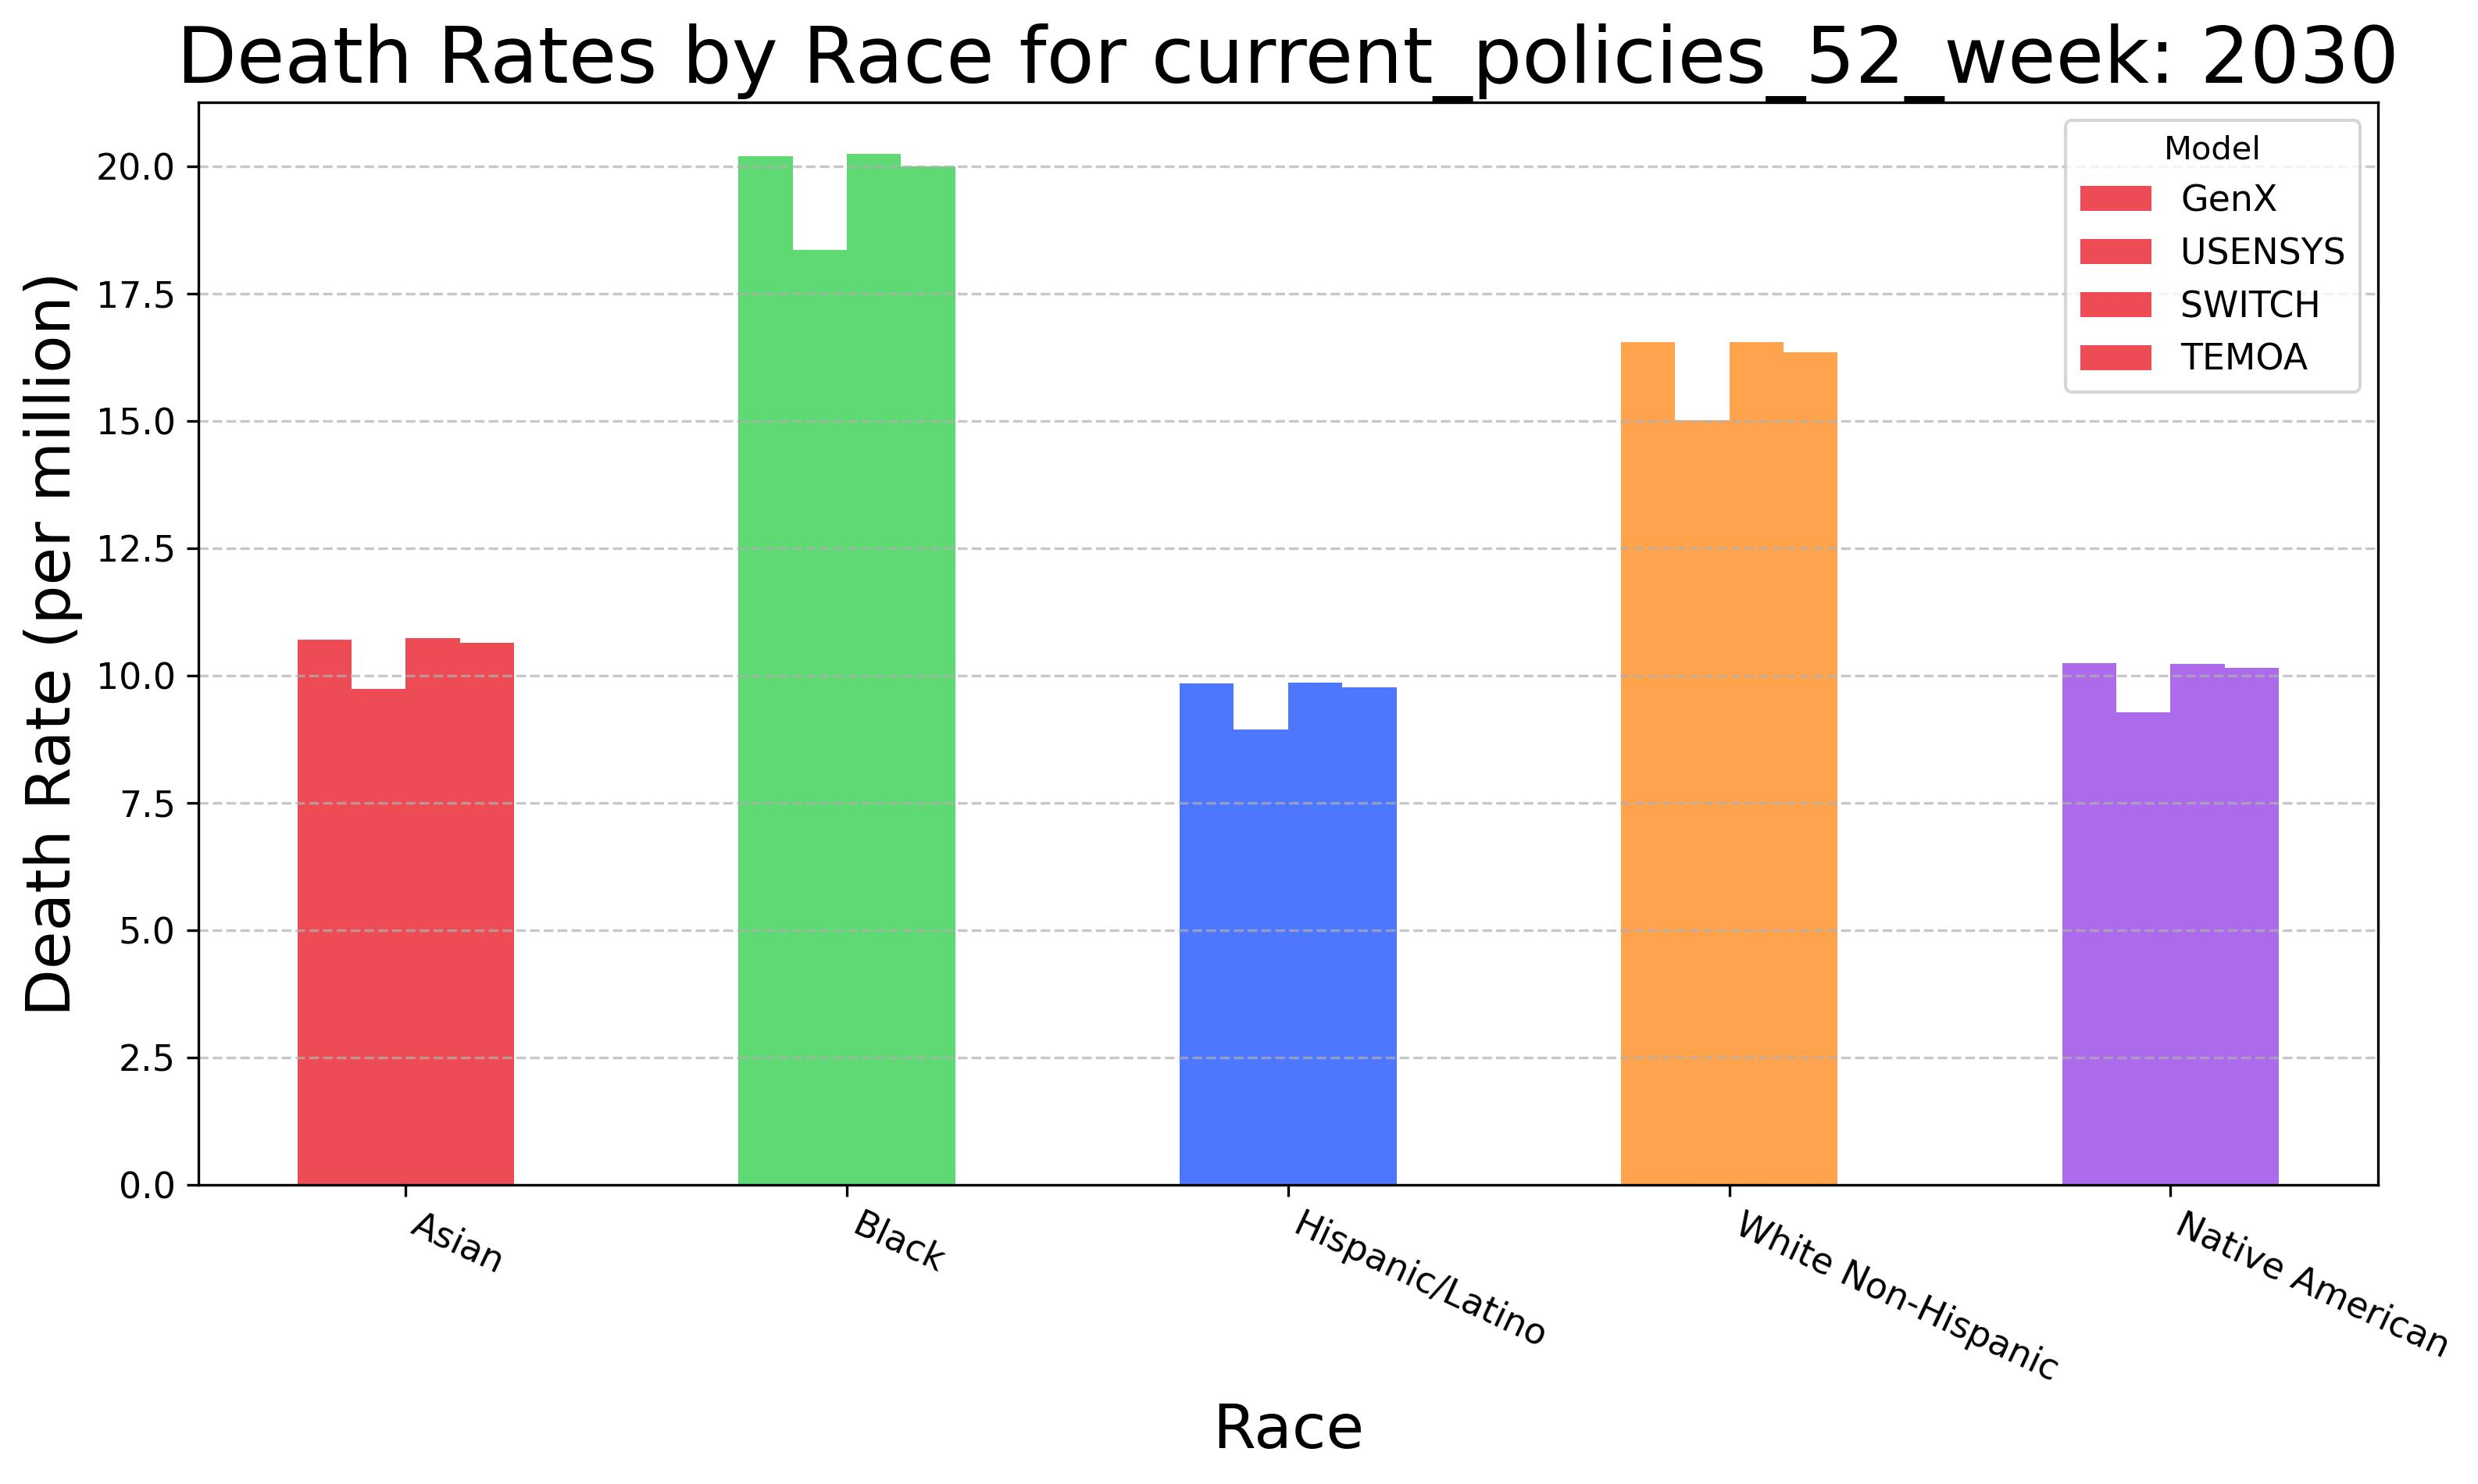 Death Rates by Race for current_policies_52_week: 2030
Death Rate (per million)
20.0
17.5
15.0
12.5
10.0
7.5
5.0
2.5
0.0
Model
GenX
USENSYS
SWITCH
TEMOA
Asian
Black
Hispanic/Latino
White Non-Hispanic
Native American
Race